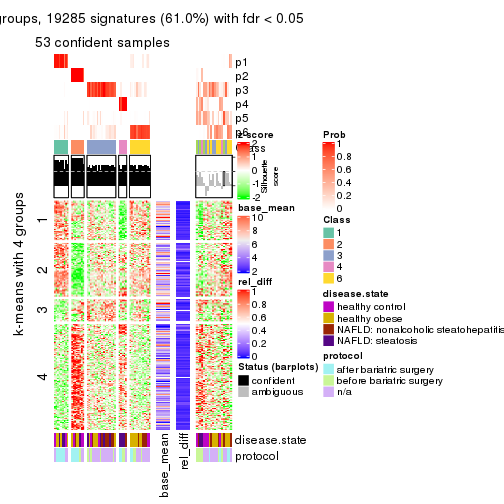 groups, 19285 signatures (61.0%) with fdr < 0.05
53 confident samples
p1
p2
p3
p4
p5
p6
Class
z-score
2
1
0
-1
-2
Silhouette
score
k-means with 4 groups
1
2
3
4
base_mean
10
8
6
4
2
rel_diff
1
0.8
0.6
0.4
0.2
0
Status (barplots)
confident
ambiguous
Prob
1
0.8
0.6
0.4
0.2
0
Class
1
2
3
4
6
disease.state
healthy control
healthy obese
NAFLD: nonalcoholic steatohepatitis
NAFLD: steatosis
protocol
after bariatric surgery
before bariatric surgery
n/a
disease.state
protocol
base_mean
rel_diff